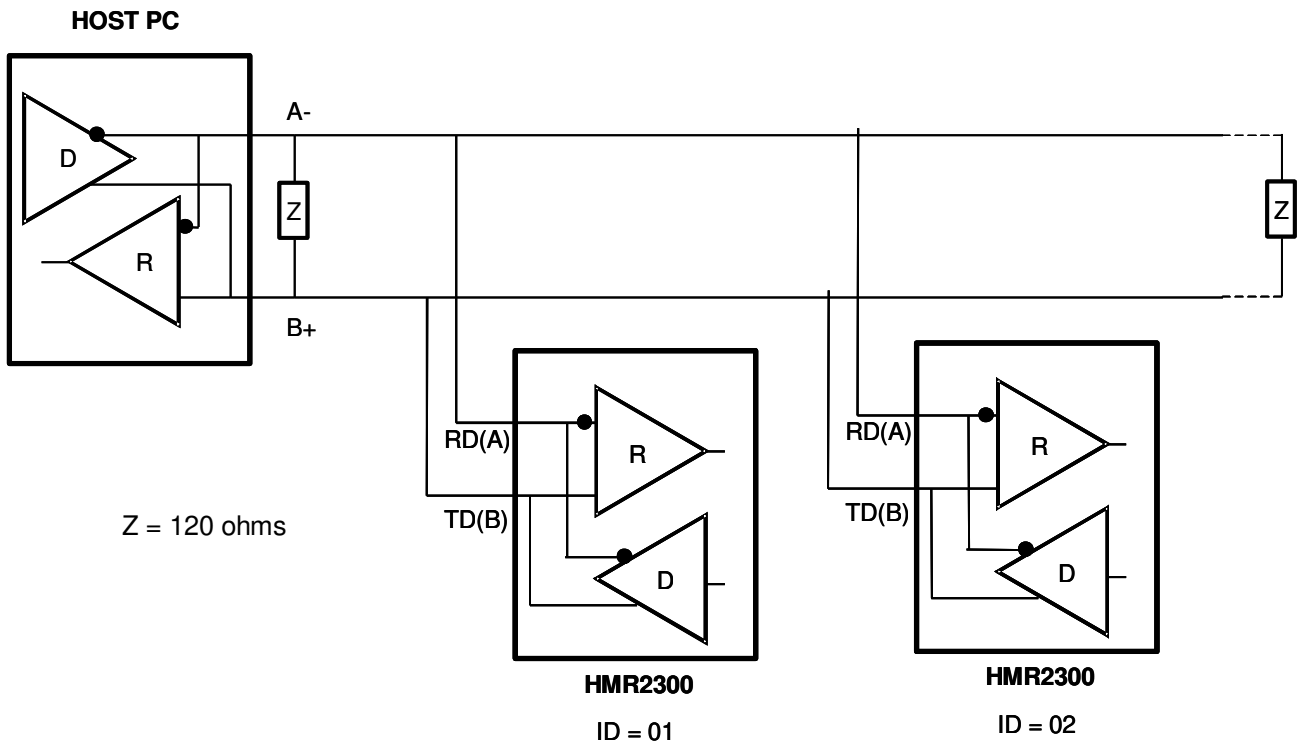 HOST PC
A-
D
Z
Z
R
B+
RD(A)
R
RD(A)
R
TD(B)
TD(B)
Z = 120 ohms
D
D
HMR2300
HMR2300
ID = 01
ID = 02